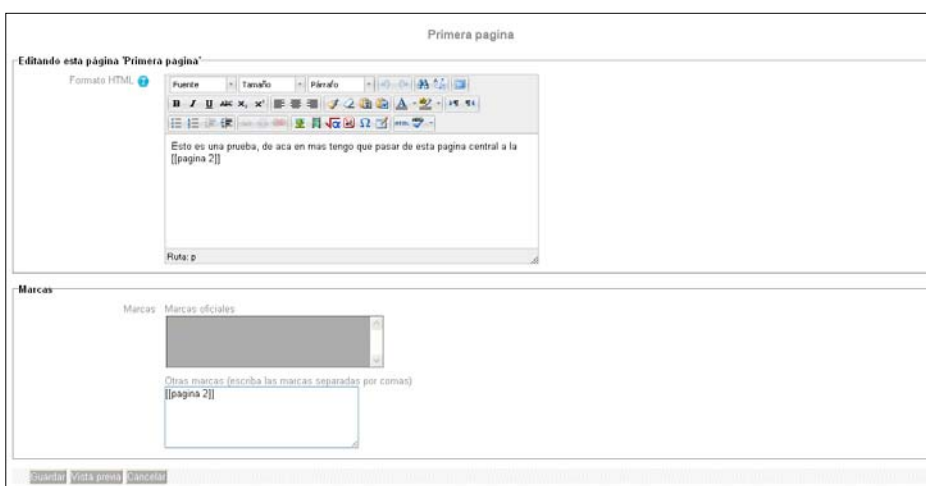 Primera pagina
Editando esta página 'Primera pagina'
Formato HTML
Fuente Tamaño Párrafo
B I U ABC X, X'
HTML
Esto es una prueba, de aca en mas tengo que pasar de esta pagina central a la
[[pagina 2]]
Ruta: p
Marcas
Marcas Marcas oficiales
Otras marcas (escriba las marcas separadas por comas)
[[pagina 2]]
Guardar Vista previa Cancelar